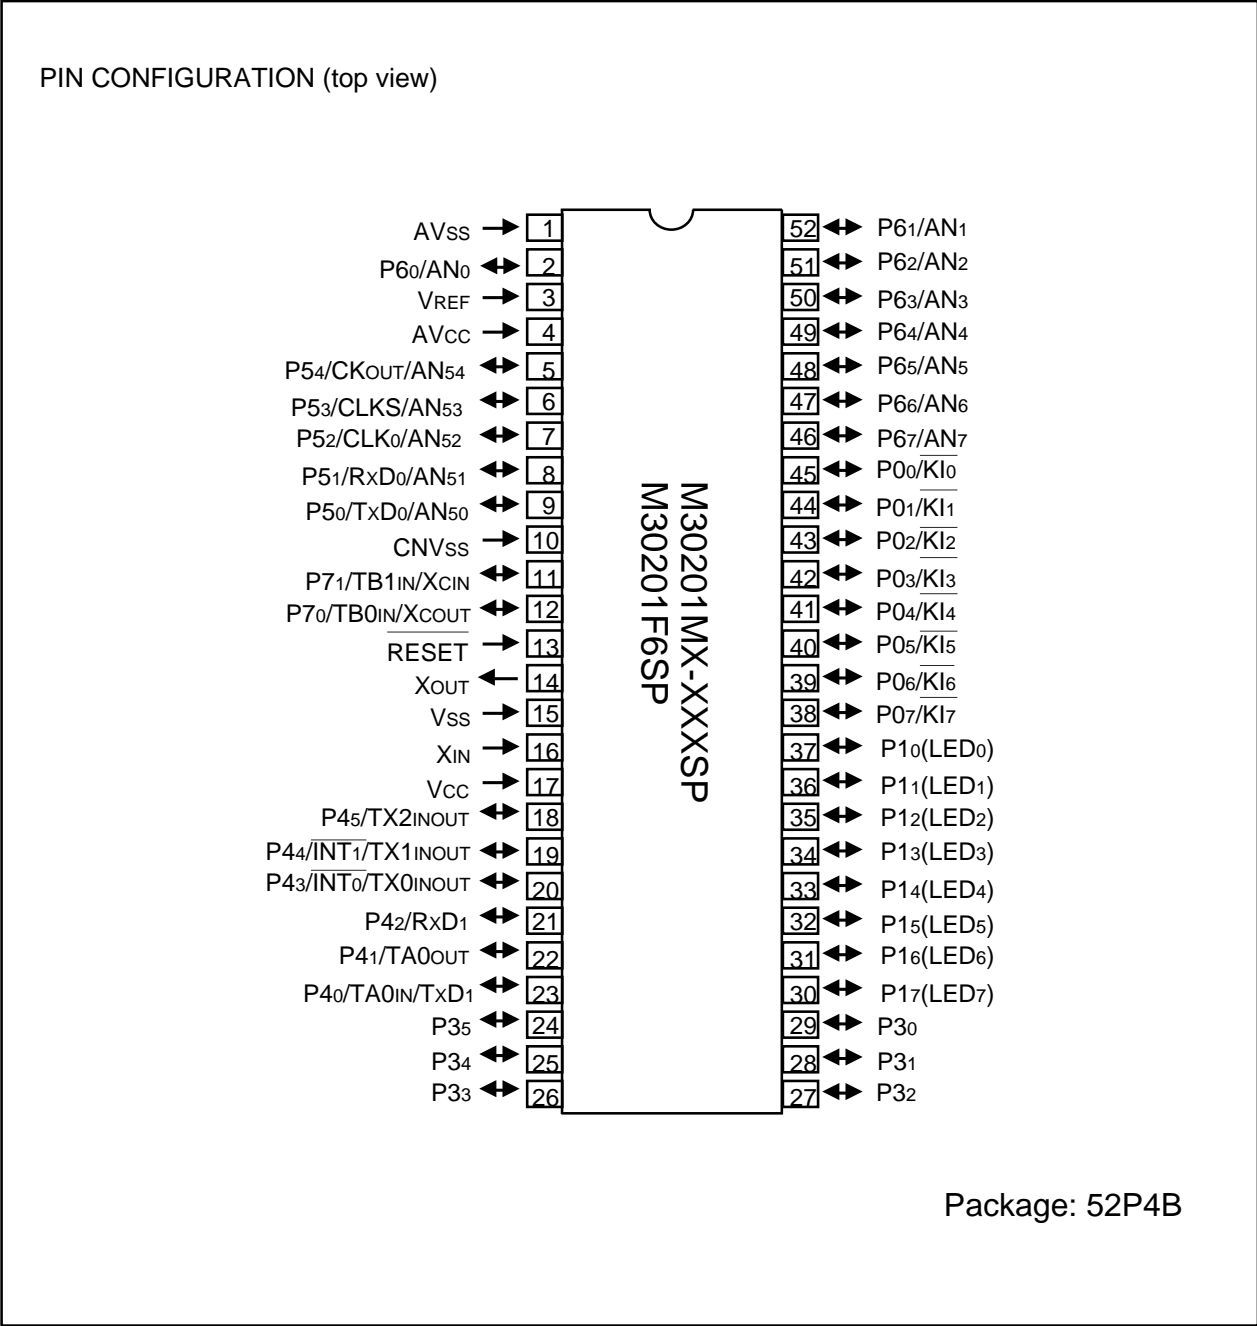 PIN CONFIGURATION (top view)
AVSS 1 52 P61/AN1
P60/AN0 2 51 P62/AN2
VREF 3 50 P63/AN3
AVCC 4 49 P64/AN4
P54/CKOUT/AN54 5 48 P65/AN5
P53/CLKS/AN53 6 47 P66/AN6
P52/CLK0/AN52 7 46 P67/AN7
P51/RXD0/AN51 8 45 P00/KI0
P50/TXD0/AN50 9 44 P01/KI1
CNVSS 10 43 P02/KI2
P71/TB1IN/XCIN 11 42 P03/KI3
P70/TB0IN/XCOUT 12 41 P04/KI4
RESET 13 40 P05/KI5
XOUT 14 39 P06/KI6
VSS 15 38 P07/KI7
XIN 16 37 P10(LED0)
VCC 17 36 P11(LED1)
P45/TX2INOUT 18 35 P12(LED2)
P44/INT1/TX1INOUT 19 34 P13(LED3)
P43/INT0/TX0INOUT 20 33 P14(LED4)
P42/RXD1 21 32 P15(LED5)
P41/TA0OUT 22 31 P16(LED6)
P40/TA0IN/TXD1 23 30 P17(LED7)
P35 24 29 P30
P34 25 28 P31
P33 26 27 P32
M30201MX-XXXSP
M30201F6SP
Package: 52P4B